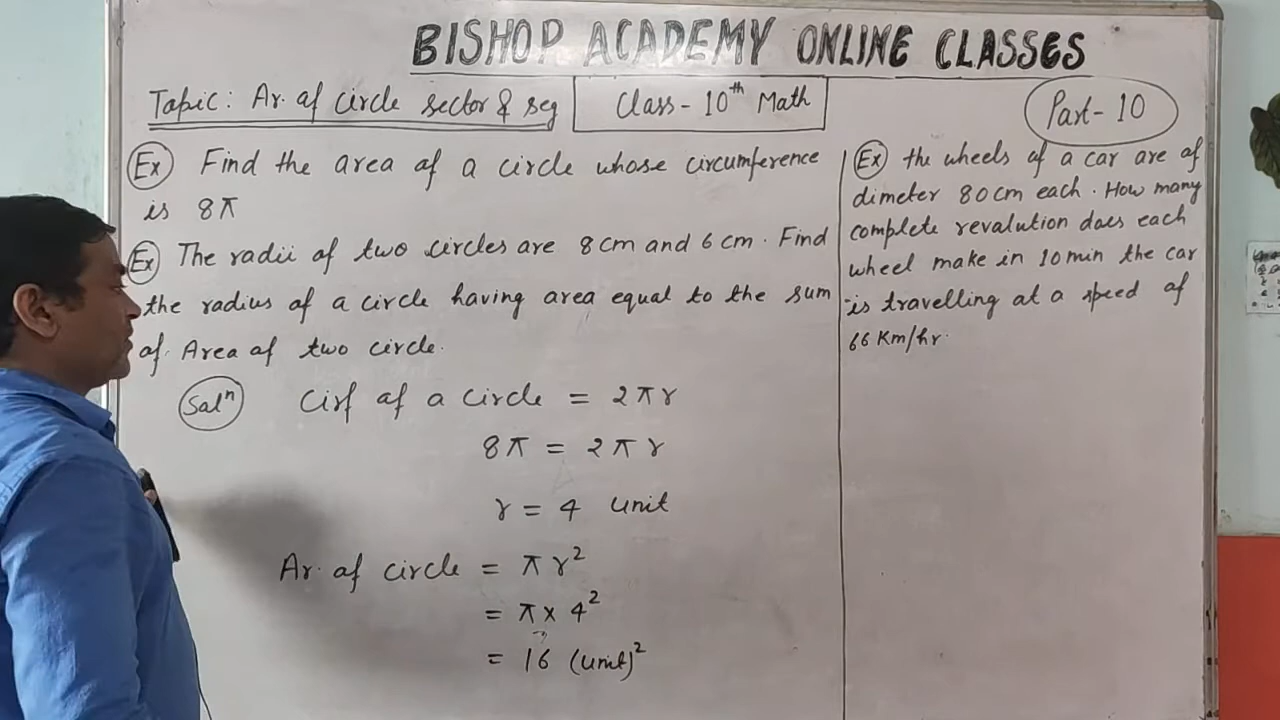 BISHOP ACADEMY ONLINE CLASSES
Topic: Ar. of circle sector & seg
Class - 10th Math
Part - 10
Ex Find the area of a circle whose circumference
is 8π
Ex The radii of two circles are 8 cm and 6 cm. Find
the radius of a circle having area equal to the sum
of Area of two circle.
Soln Cirf of a circle = 2πr
8π = 2πr
r = 4 unit
Ar. of circle = πr²
= π × 4²
= 16 (unit)²
Ex the wheels of a car are of
dimeter 80cm each. How many
complete revalution does each
wheel make in 10 min the car
is travelling at a speed of
66 Km/hr.